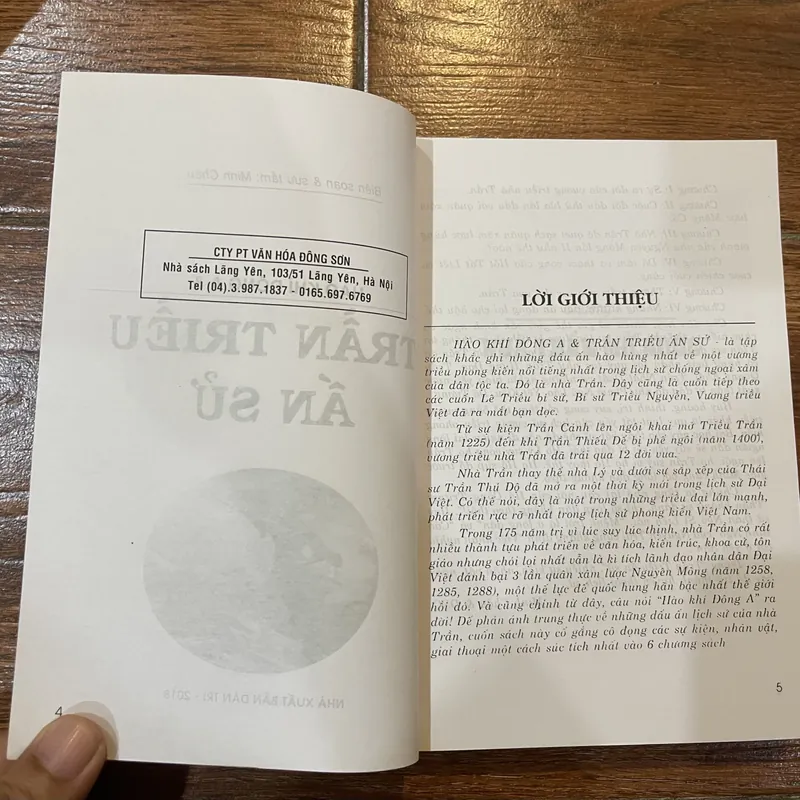 CTY PT VĂN HÓA ĐÔNG SƠN
Nhà sách Lãng Yên, 103/51 Lãng Yên, Hà Nội
Tel (04).3.987.1837 - 0165.697.6769
Biên soạn & sưu tầm: Minh Châu
TRẦN TRIỀU
ẤN SỬ
NHÀ XUẤT BẢN DÂN TRÍ - 2018
4
LỜI GIỚI THIỆU
HÀO KHÍ ĐÔNG A & TRẦN TRIỀU ẤN SỬ - là tập
sách khắc ghi những dấu ấn hào hùng nhất về một vương
triều phong kiến nổi tiếng nhất trong lịch sử chống ngoại xâm
của dân tộc ta. Đó là nhà Trần. Đây cũng là cuốn tiếp theo
các cuốn Lê Triều bí sử, Bí sử Triều Nguyễn, Vương triều
Việt đã ra mắt bạn đọc.
Từ sự kiện Trần Cảnh lên ngôi khai mở Triều Trần
(năm 1225) đến khi Trần Thiếu Đế bị phế ngôi (năm 1400),
vương triều nhà Trần đã trải qua 12 đời vua.
Nhà Trần thay thế nhà Lý và dưới sự sắp xếp của Thái
sư Trần Thủ Độ đã mở ra một thời kỳ mới trong lịch sử Đại
Việt. Có thể nói, đây là một trong những triều đại lớn mạnh,
phát triển rực rỡ nhất trong lịch sử phong kiến Việt Nam.
Trong 175 năm trị vì lúc suy lúc thịnh, nhà Trần có rất
nhiều thành tựu phát triển về văn hóa, kiến trúc, khoa cử, tôn
giáo nhưng chói lọi nhất vẫn là kì tích lãnh đạo nhân dân Đại
Việt đánh bại 3 lần quân xâm lược Nguyên Mông (năm 1258,
1285, 1288), một thế lực đế quốc hung hãn bậc nhất thế giới
hồi đó. Và cũng chính từ đây, câu nói "Hào khí Đông A" ra
đời! Để phản ánh trung thực về những dấu ấn lịch sử của nhà
Trần, cuốn sách này cố gắng cô đọng các sự kiện, nhân vật,
giai thoại một cách súc tích nhất vào 6 chương sách
5